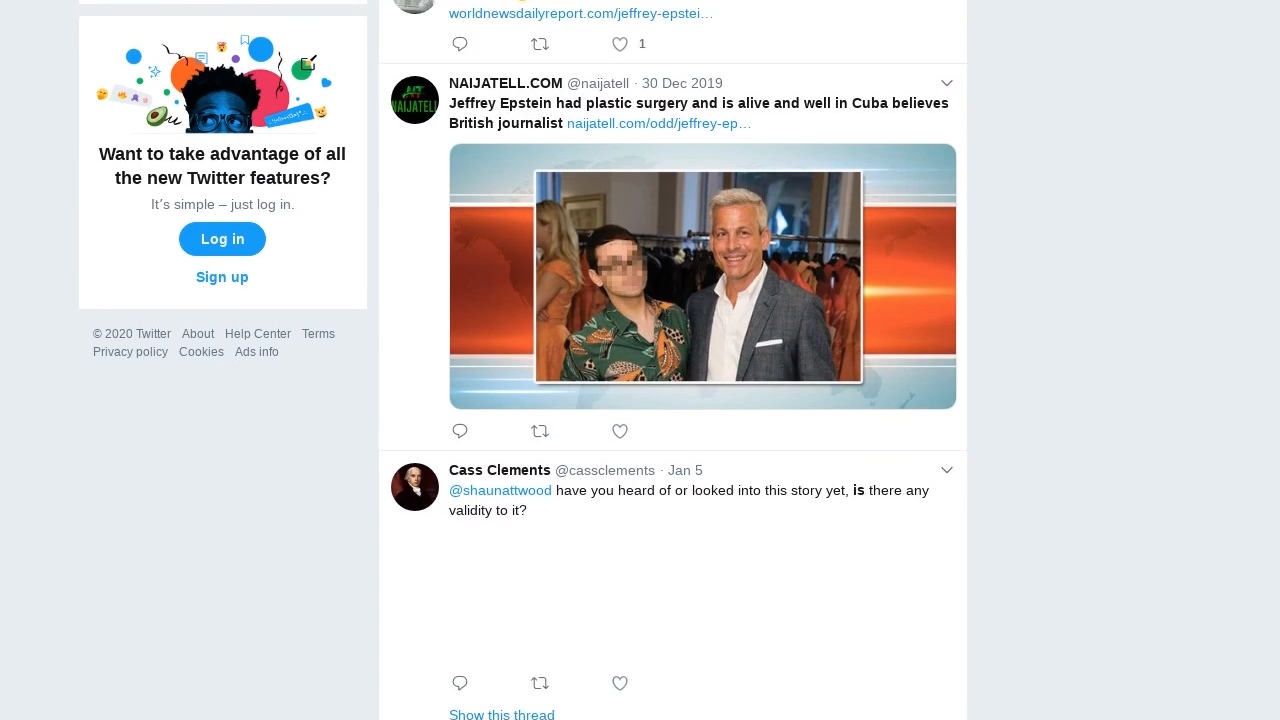 worldnewsdailyreport.com/jeffrey-epstei…
1
Want to take advantage of all
the new Twitter features?
It's simple – just log in.
Log in
Sign up
© 2020 Twitter About Help Center Terms
Privacy policy Cookies Ads info
NAIJATELL
NAIJATELL.COM @naijatell · 30 Dec 2019
Jeffrey Epstein had plastic surgery and is alive and well in Cuba believes
British journalist naijatell.com/odd/jeffrey-ep…
Cass Clements @cassclements · Jan 5
@shaunattwood have you heard of or looked into this story yet, is there any
validity to it?
Show this thread